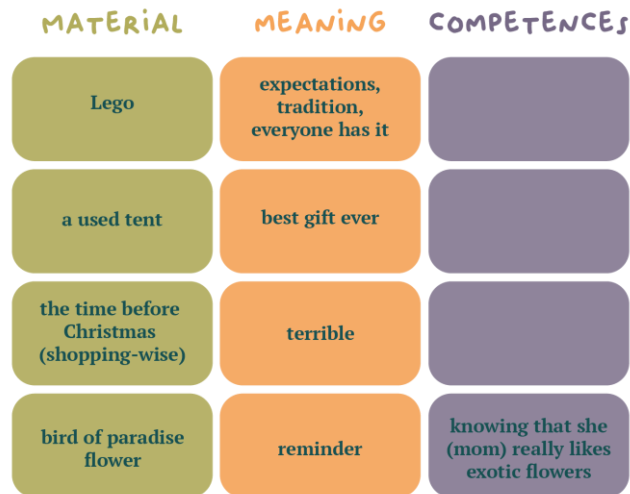 MATERIAL MEANING COMPETENCES
Lego
expectations,
tradition,
everyone has it
a used tent
best gift ever
the time before
Christmas
(shopping-wise)
terrible
bird of paradise
flower
reminder
knowing that she
(mom) really likes
exotic flowers